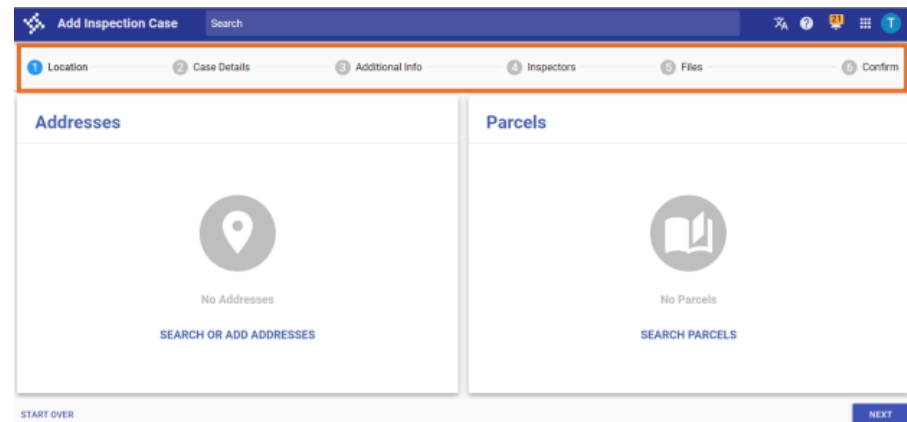 Add Inspection Case Search 21 T
1 Location 2 Case Details 3 Additional Info 4 Inspectors 5 Files 6 Confirm
Addresses Parcels
No Addresses No Parcels
SEARCH OR ADD ADDRESSES SEARCH PARCELS
START OVER NEXT